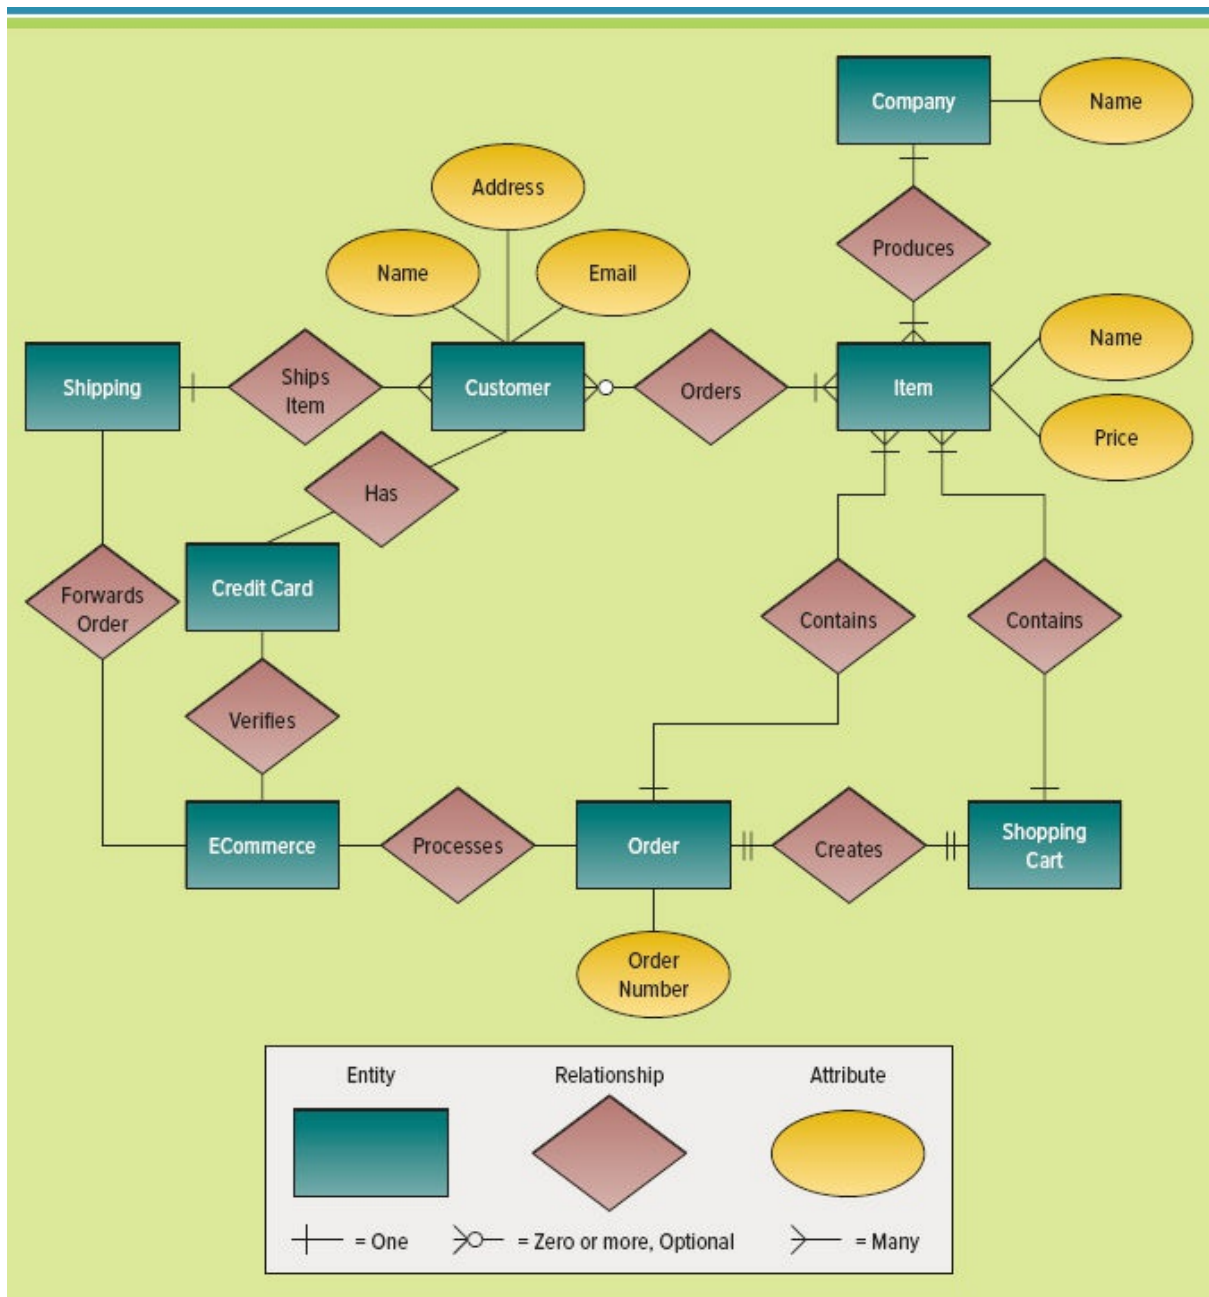 Company
Name
Address
Name
Email
Produces
Name
Shipping
Ships
Item
Customer
Orders
Item
Price
Has
Credit Card
Forwards
Order
Contains
Contains
Verifies
ECommerce
Processes
Order
Creates
Shopping
Cart
Order
Number
Entity
Relationship
Attribute
= One
= Zero or more, Optional
= Many